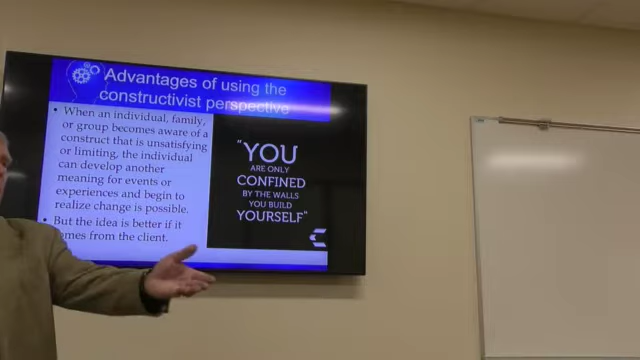 Advantages of using the
constructivist perspective
• When an individual, family,
or group becomes aware of a
construct that is unsatisfying
or limiting, the individual
can develop another
meaning for events or
experiences and begin to
realize change is possible.
• But the idea is better if it
comes from the client.
"YOU
ARE ONLY
CONFINED
BY THE WALLS
YOU BUILD
YOURSELF"